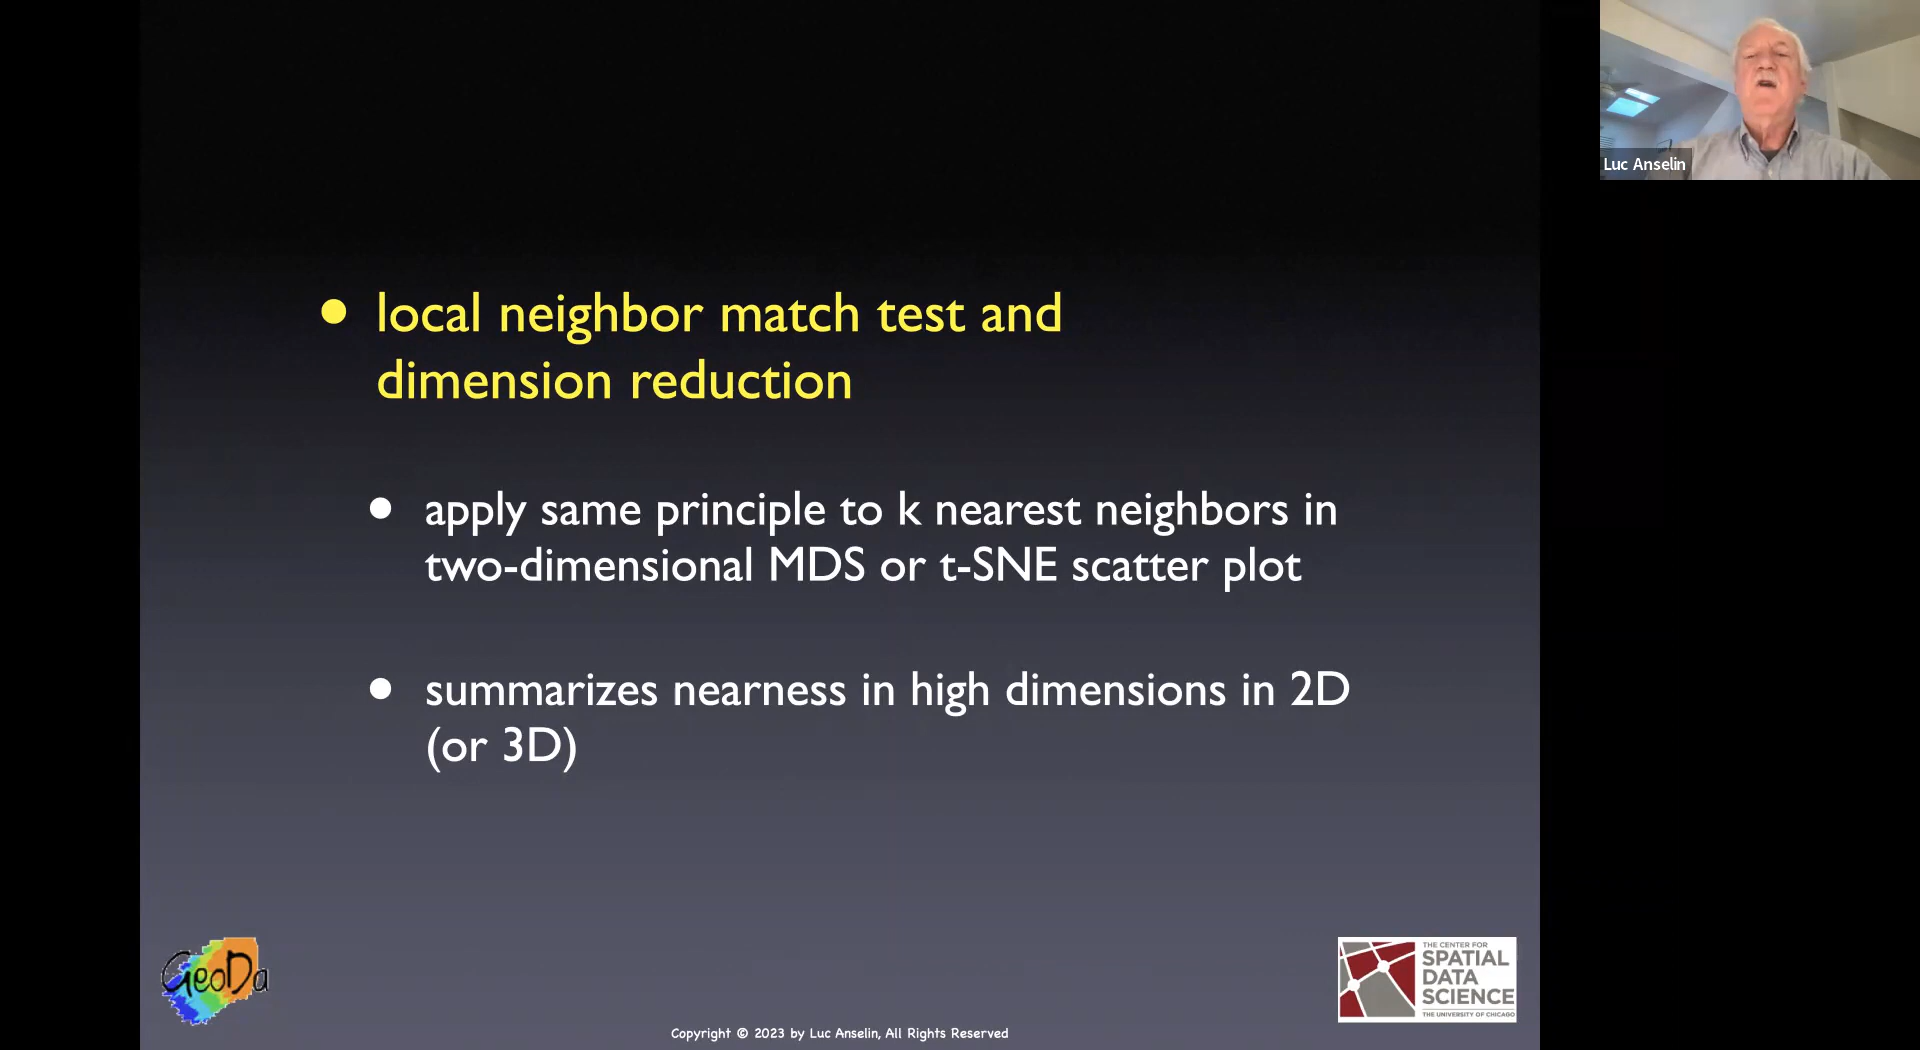 Luc Anselin
local neighbor match test and
dimension reduction
apply same principle to k nearest neighbors in
two-dimensional MDS or t-SNE scatter plot
summarizes nearness in high dimensions in 2D
(or 3D)
GeoDa
THE CENTER FOR
SPATIAL
DATA
SCIENCE
THE UNIVERSITY OF CHICAGO
Copyright © 2023 by Luc Anselin, All Rights Reserved